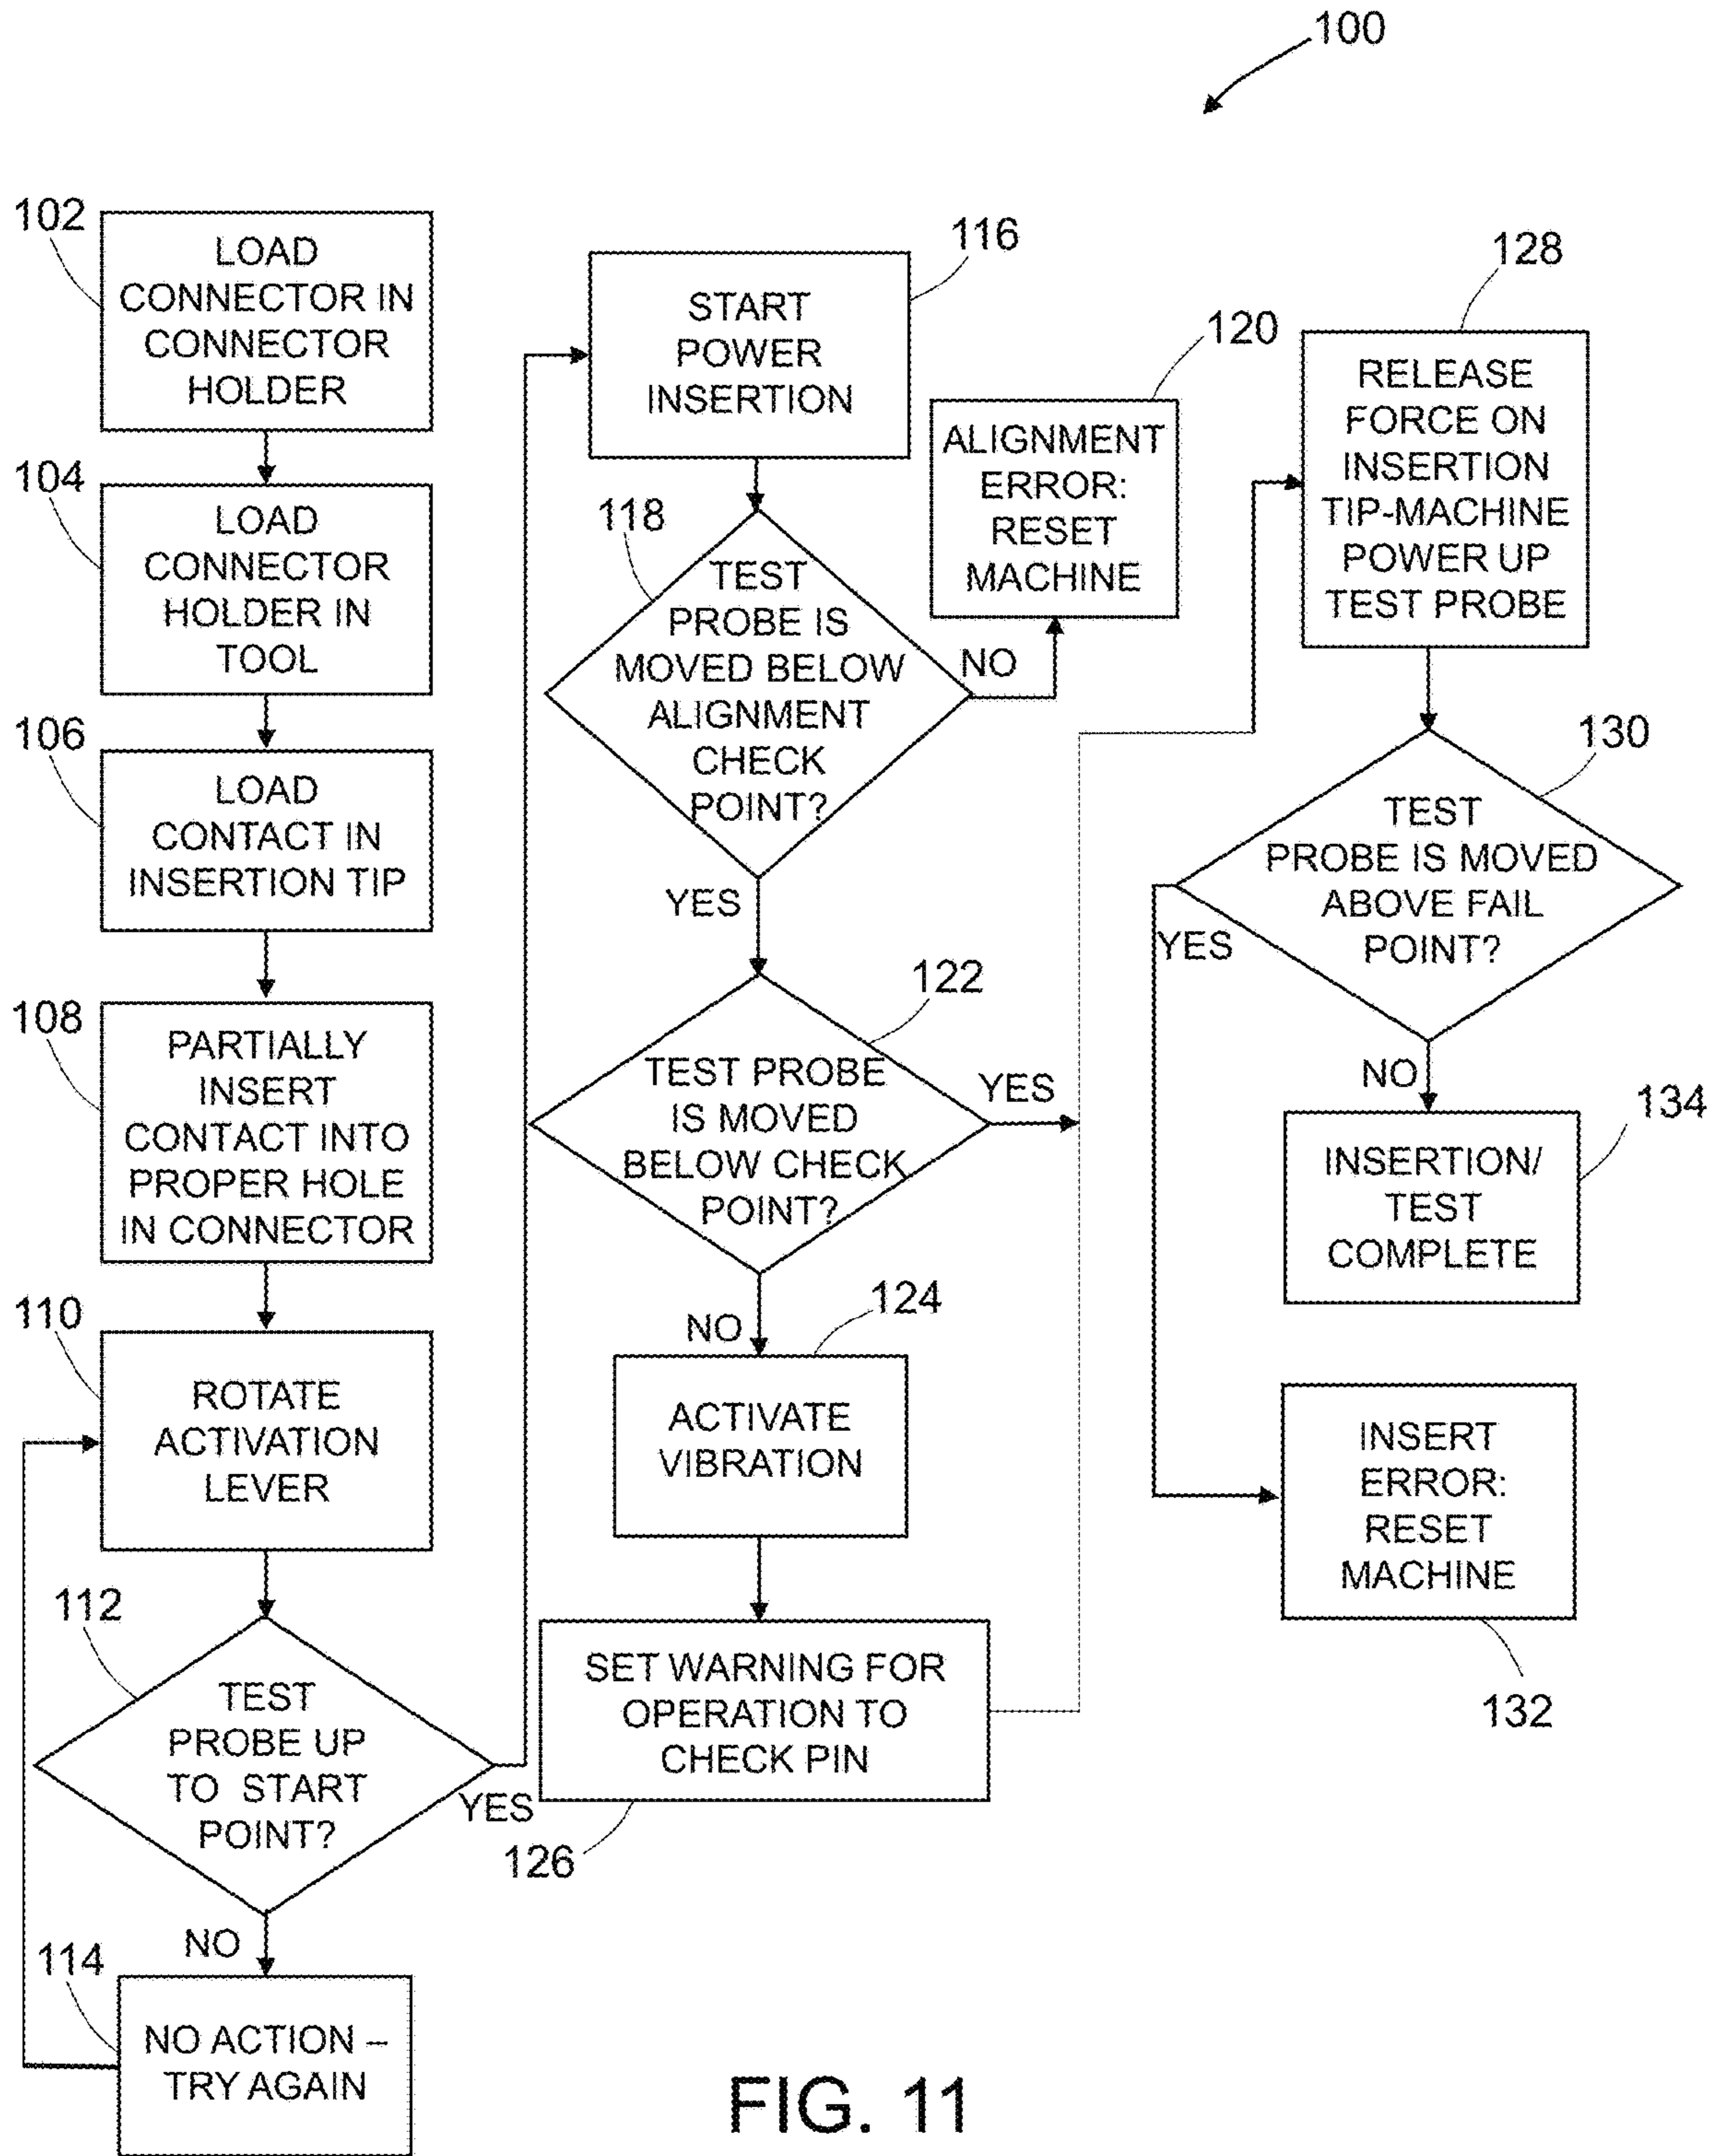 100
102
LOAD
CONNECTOR IN
CONNECTOR
HOLDER
104
LOAD
CONNECTOR
HOLDER IN
TOOL
106
LOAD
CONTACT IN
INSERTION TIP
108
PARTIALLY
INSERT
CONTACT INTO
PROPER HOLE
IN CONNECTOR
110
ROTATE
ACTIVATION
LEVER
112
TEST
PROBE UP
TO START
POINT?
YES
NO
114
NO ACTION –
TRY AGAIN
116
START
POWER
INSERTION
118
TEST
PROBE IS
MOVED BELOW
ALIGNMENT
CHECK
POINT?
NO
120
ALIGNMENT
ERROR:
RESET
MACHINE
YES
122
TEST PROBE
IS MOVED
BELOW CHECK
POINT?
YES
NO
124
ACTIVATE
VIBRATION
SET WARNING FOR
OPERATION TO
CHECK PIN
126
128
RELEASE
FORCE ON
INSERTION
TIP-MACHINE
POWER UP
TEST PROBE
130
TEST
PROBE IS MOVED
ABOVE FAIL
POINT?
YES
NO
134
INSERTION/
TEST
COMPLETE
INSERT
ERROR:
RESET
MACHINE
132
FIG. 11